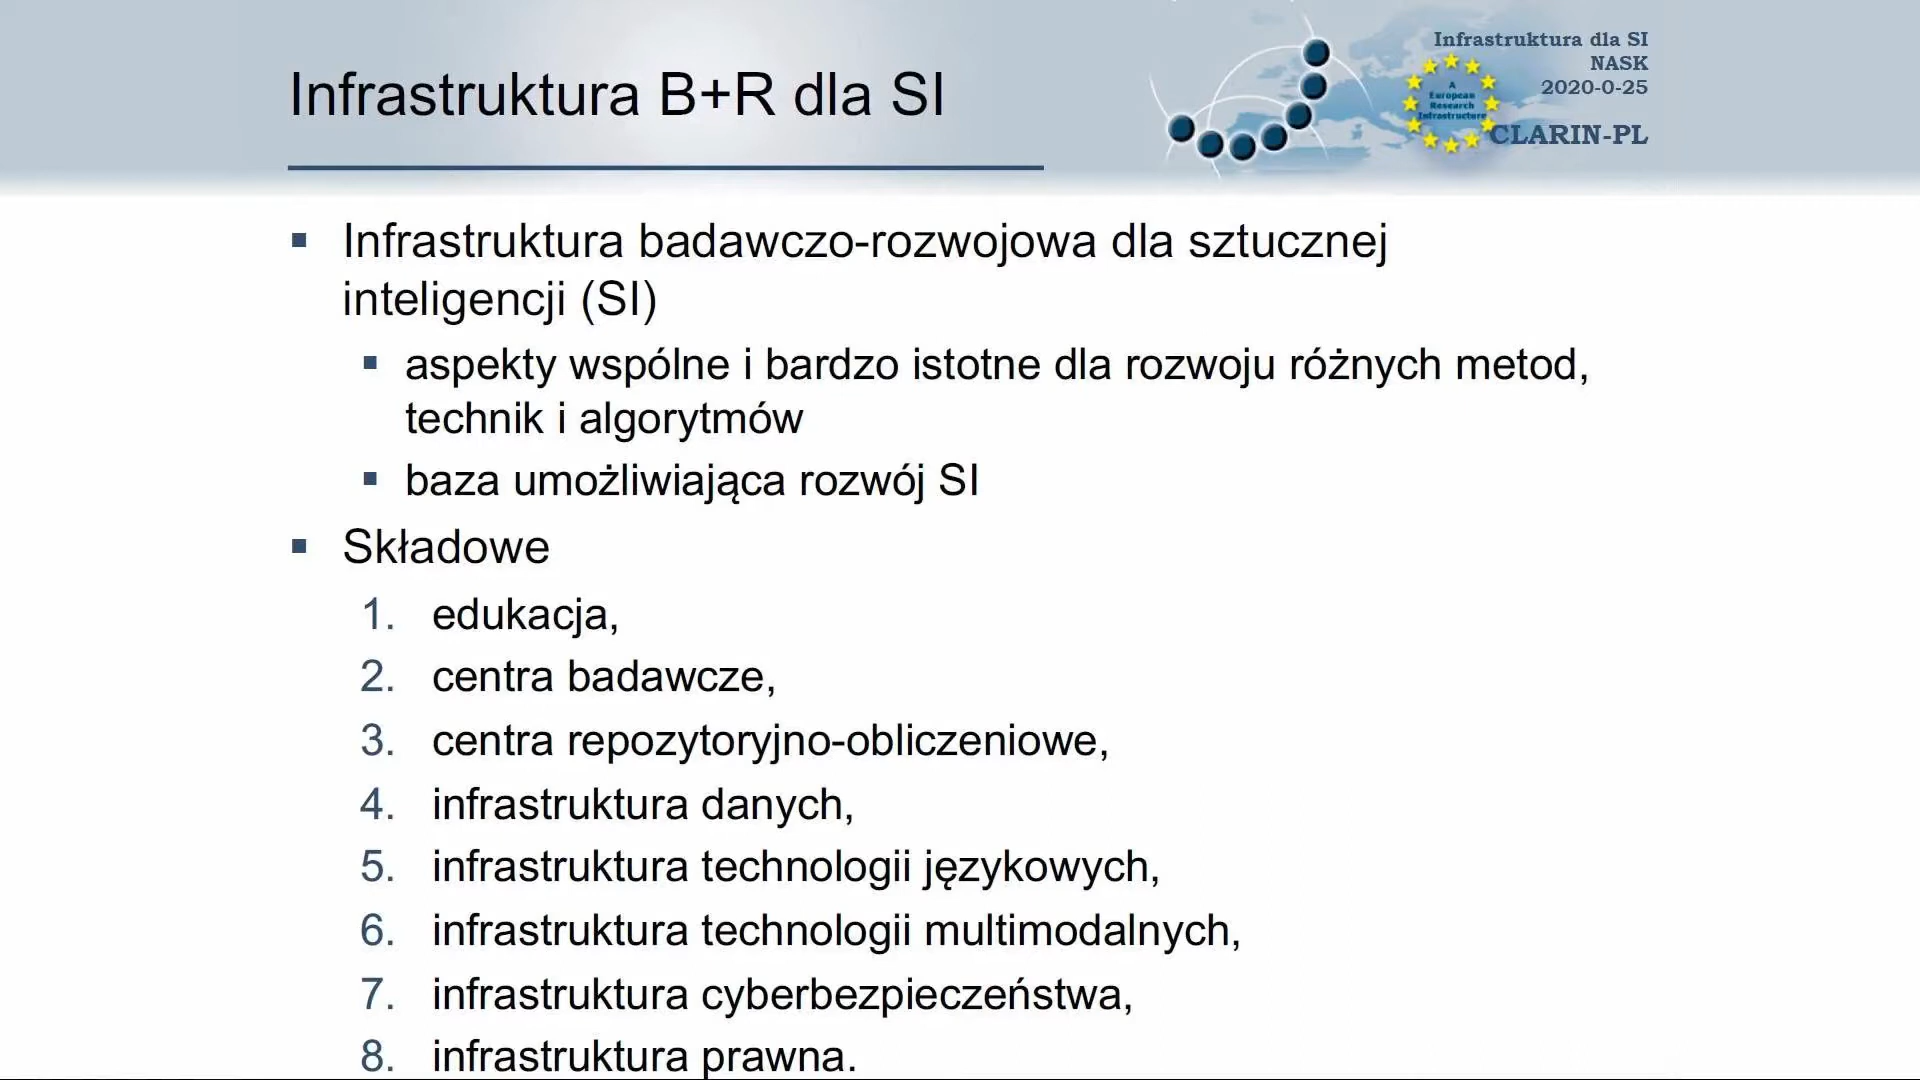 Infrastruktura B+R dla SI
Infrastruktura dla SI
NASK
2020-0-25
A
European
Research
Infrastructure
CLARIN-PL
Infrastruktura badawczo-rozwojowa dla sztucznej
inteligencji (SI)
aspekty wspólne i bardzo istotne dla rozwoju różnych metod,
technik i algorytmów
baza umożliwiająca rozwój SI
Składowe
1. edukacja,
2. centra badawcze,
3. centra repozytoryjno-obliczeniowe,
4. infrastruktura danych,
5. infrastruktura technologii językowych,
6. infrastruktura technologii multimodalnych,
7. infrastruktura cyberbezpieczeństwa,
8. infrastruktura prawna.